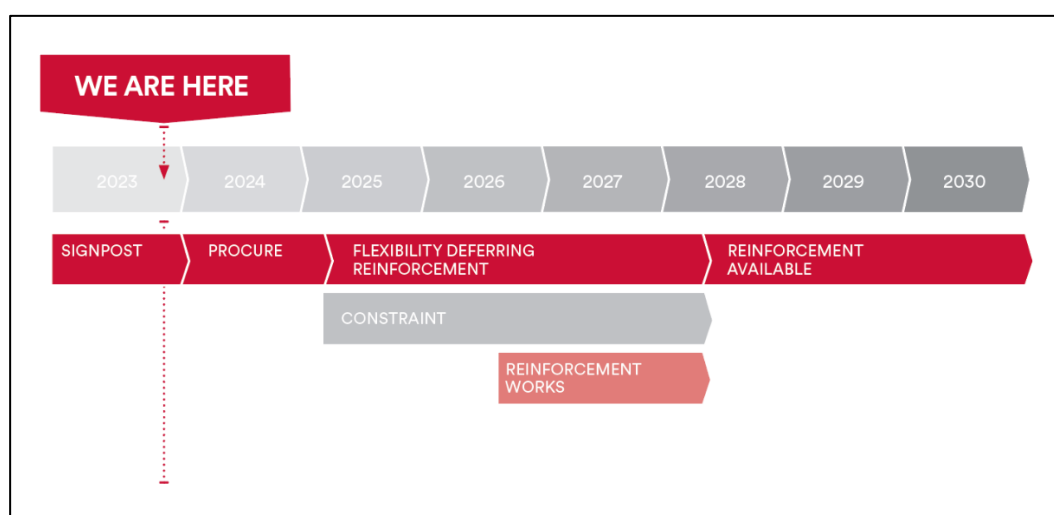 WE ARE HERE
2023 2024 2025 2026 2027 2028 2029 2030
SIGNPOST PROCURE FLEXIBILITY DEFERRING REINFORCEMENT
REINFORCEMENT AVAILABLE
CONSTRAINT
REINFORCEMENT
WORKS